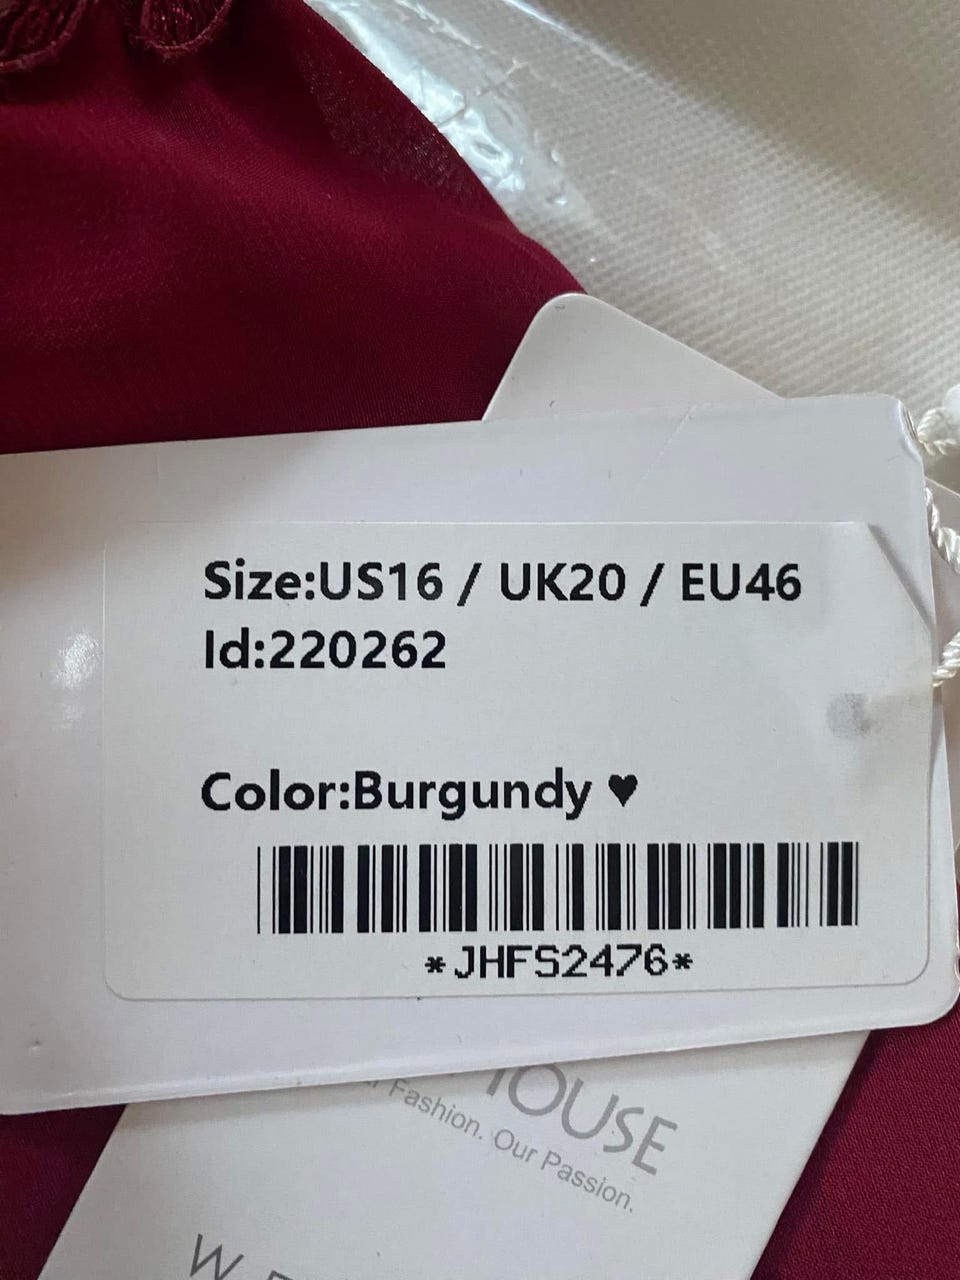 Size:US16 / UK20 / EU46
Id:220262
Color:Burgundy ♥
*JHFS2476*
Fashion. Our Passion.